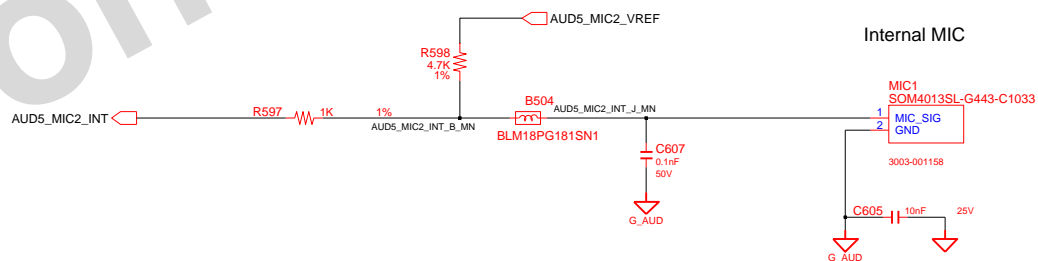 AUD5_MIC2_VREF
Internal MIC
R598
4.7K
1%
MIC1
SOM4013SL-G443-C1033
B504
AUD5_MIC2_INT_J_MN
R597
1K
1%
AUD5_MIC2_INT
1
MIC_SIG
2
GND
AUD5_MIC2_INT_B_MN
BLM18PG181SN1
C607
0.1nF
50V
3003-001158
G_AUD
C605
10nF
25V
G_AUD